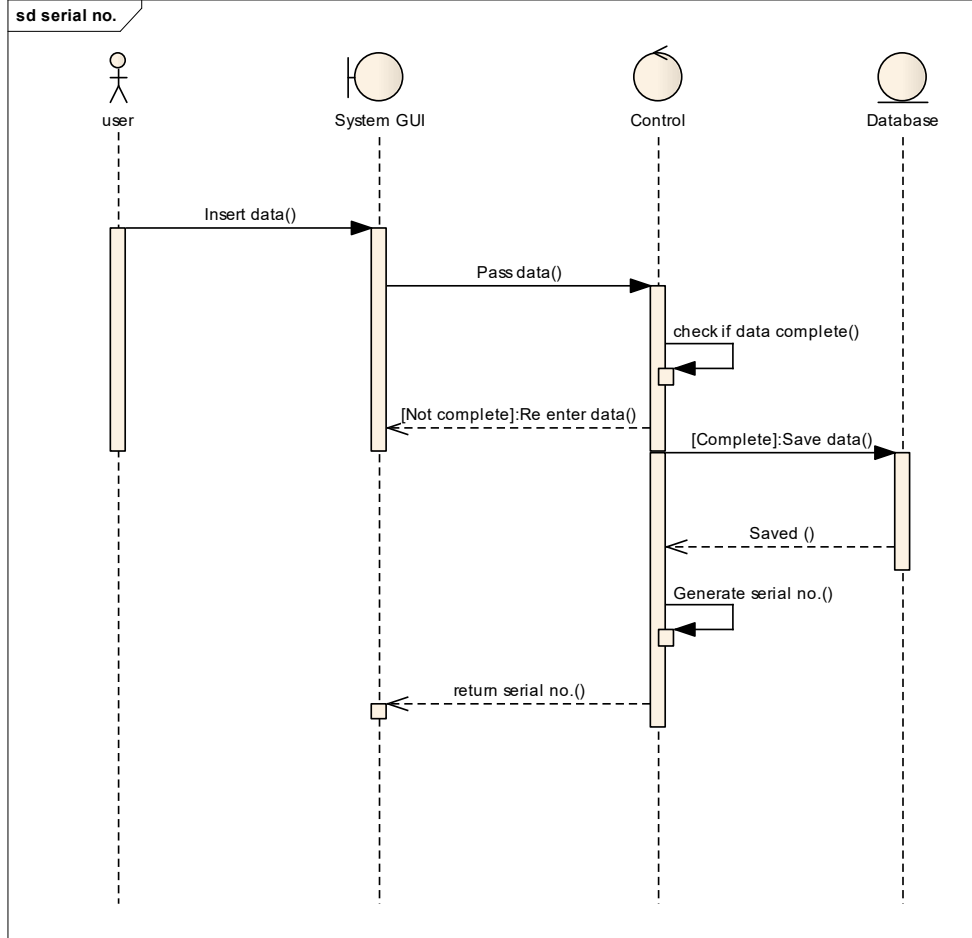 sd serial no.
user
System GUI
Control
Database
Insert data()
Pass data()
check if data complete()
[Not complete]:Re enter data()
[Complete]:Save data()
Saved ()
Generate serial no.()
return serial no.()